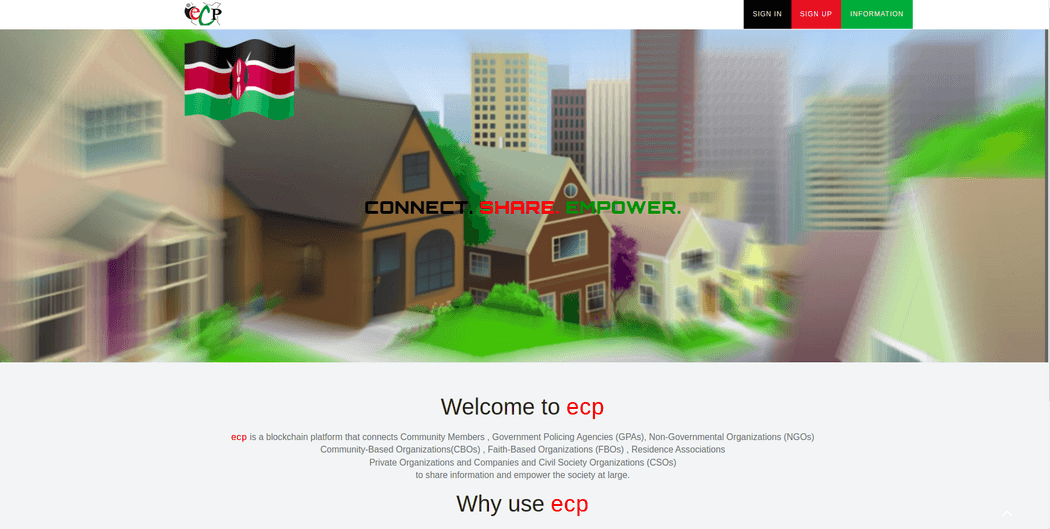 eCP
SIGN IN
SIGN UP
INFORMATION
CONNECT. SHARE. EMPOWER.
Welcome to ecp
ecp is a blockchain platform that connects Community Members , Government Policing Agencies (GPAs), Non-Governmental Organizations (NGOs)
Community-Based Organizations(CBOs) , Faith-Based Organizations (FBOs) , Residence Associations
Private Organizations and Companies and Civil Society Organizations (CSOs)
to share information and empower the society at large.
Why use ecp